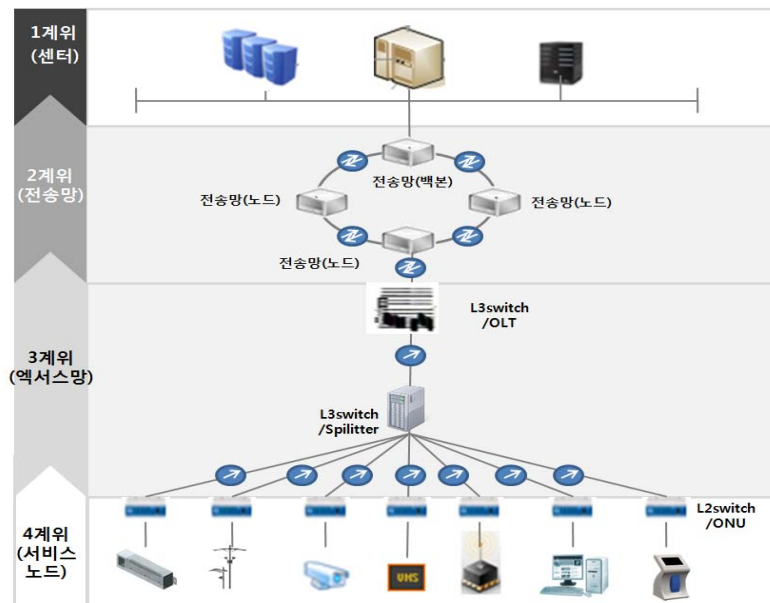 1계위
(센터)
2계위
(전송망)
전송망(백본)
전송망(노드)
전송망(노드)
전송망(노드)
3계위
(엑서스망)
L3switch
/OLT
L3switch
/Spilitter
4계위
(서비스
노드)
L2switch
/ONU
VMS